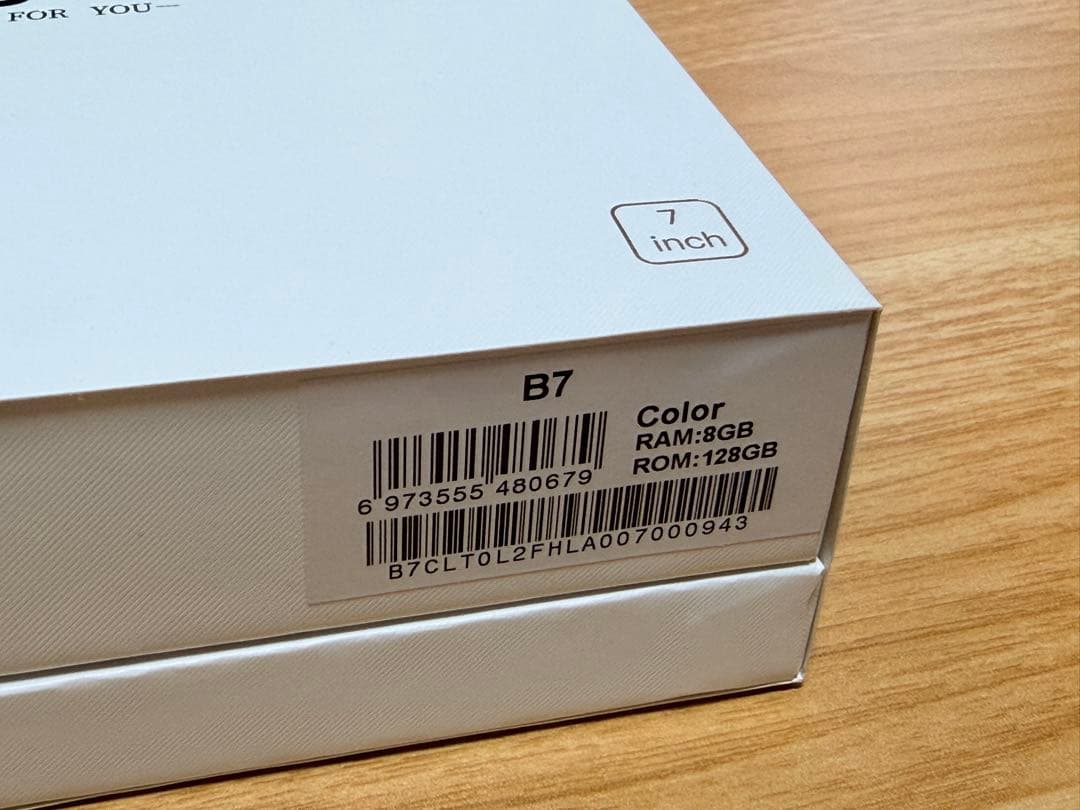 FOR YOU—
7
inch
B7
Color
RAM:8GB
ROM:128GB
6 973555 480679
B7CLT0L2FHLA007000943